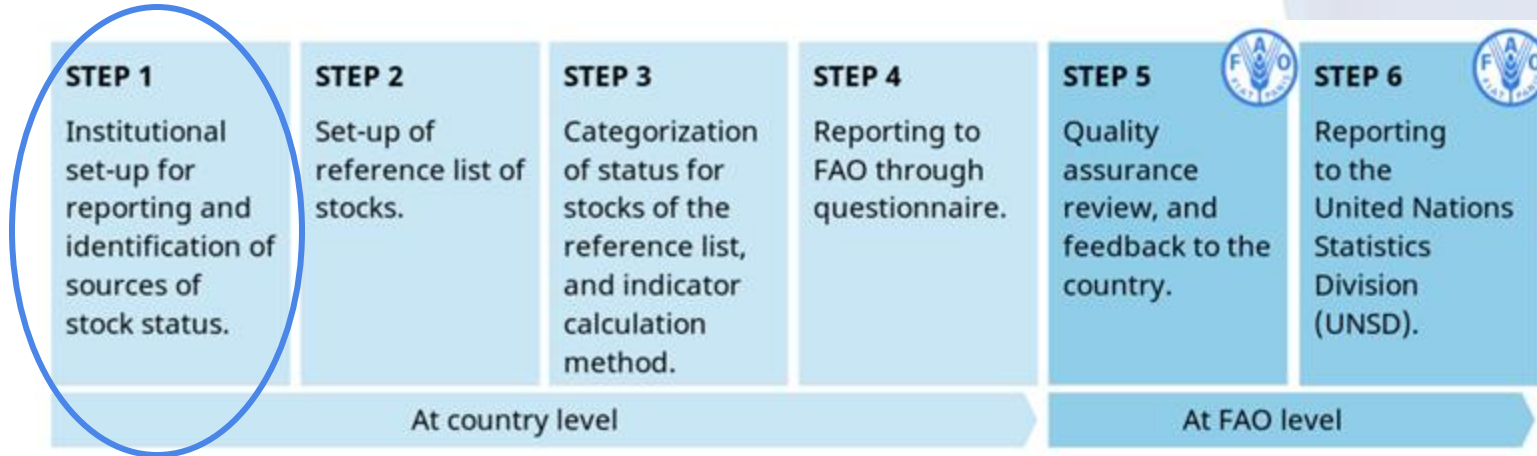 STEP 1
Institutional
set-up for
reporting and
identification of
sources of
stock status.
STEP 2
Set-up of
reference list of
stocks.
STEP 3
Categorization
of status for
stocks of the
reference list,
and indicator
calculation
method.
STEP 4
Reporting to
FAO through
questionnaire.
STEP 5
F A O
FIAT PANIS
Quality
assurance
review, and
feedback to the
country.
STEP 6
F A O
Reporting
to the
United Nations
Statistics
Division
(UNSD).
At country level
At FAO level